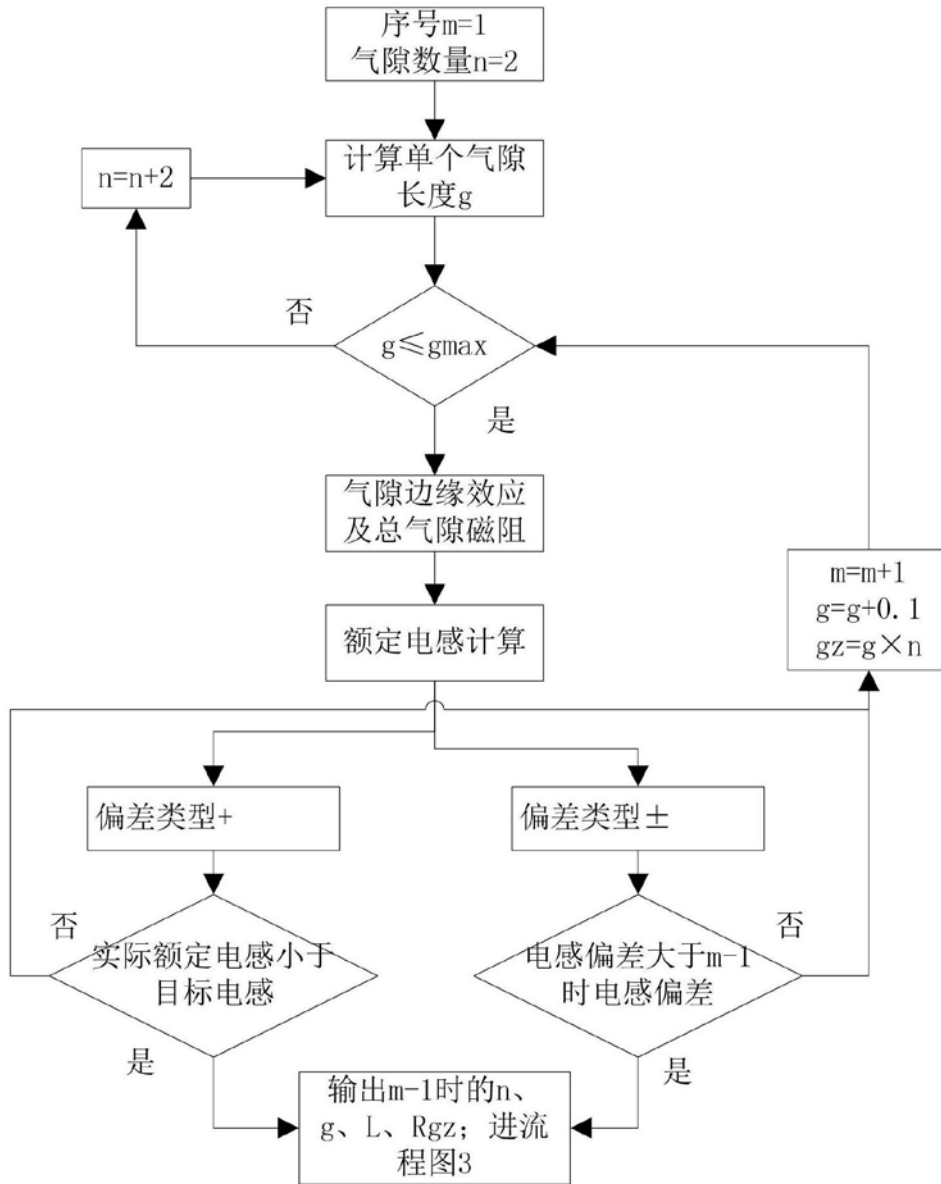 序号m=1
气隙数量n=2
计算单个气隙
长度g
n=n+2
否
g≤gmax
是
气隙边缘效应
及总气隙磁阻
m=m+1
g=g+0.1
gz=g×n
额定电感计算
偏差类型+
偏差类型±
否
实际额定电感小于
目标电感
电感偏差大于m-1
时电感偏差
否
是
是
输出m-1时的n、
g、L、Rgz；进流
程图3